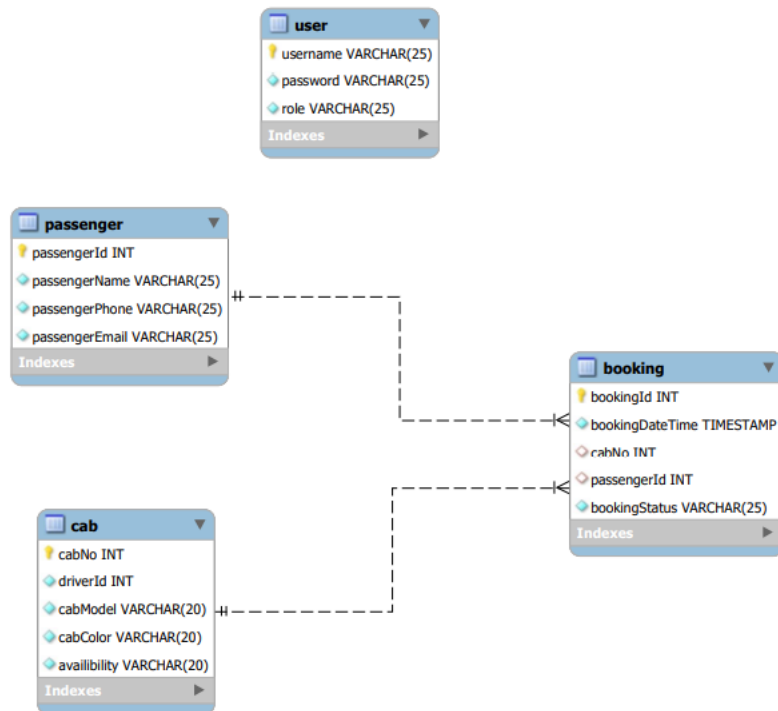 user
username VARCHAR(25)
password VARCHAR(25)
role VARCHAR(25)
Indexes
passenger
passengerId INT
passengerName VARCHAR(25)
passengerPhone VARCHAR(25)
passengerEmail VARCHAR(25)
Indexes
booking
bookingId INT
bookingDateTime TIMESTAMP
cabNo INT
passengerId INT
bookingStatus VARCHAR(25)
Indexes
cab
cabNo INT
driverId INT
cabModel VARCHAR(20)
cabColor VARCHAR(20)
availibility VARCHAR(20)
Indexes